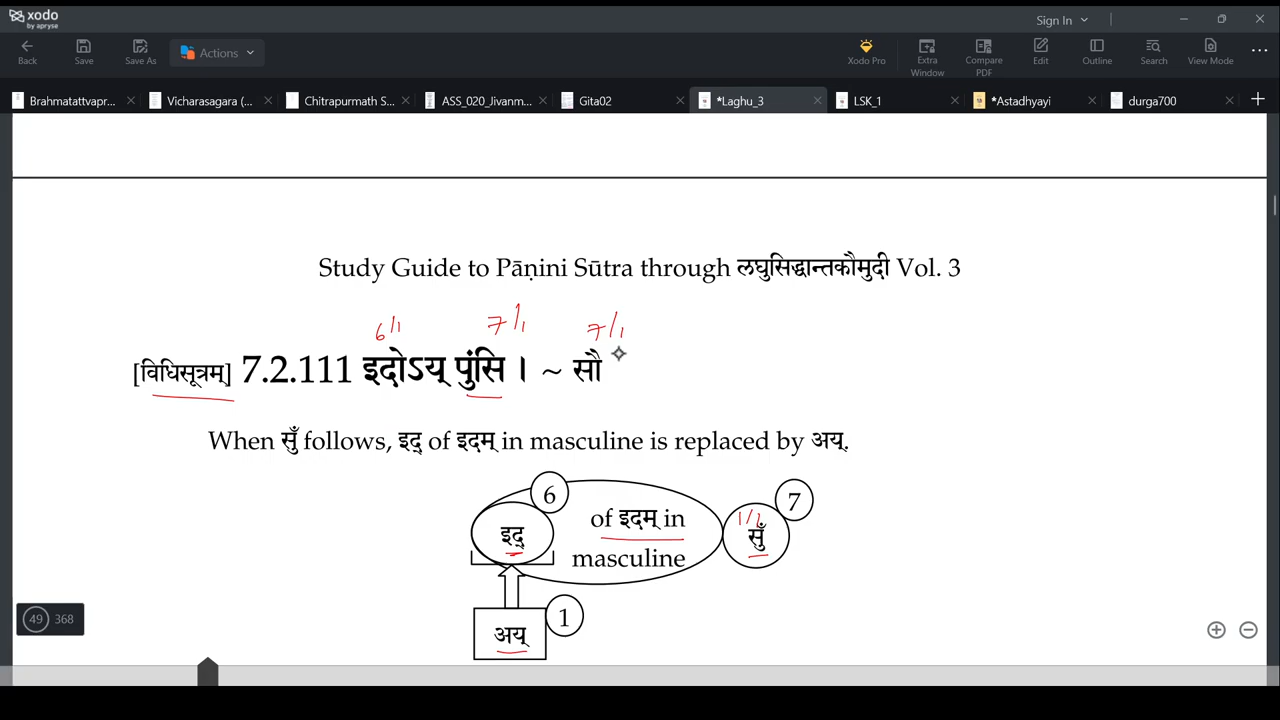 xodo
by apryse
Sign In
Back Save Save As Actions Xodo Pro Extra Window Compare PDF Edit Outline Search View Mode
Brahmatattvapr... Vicharasagara (... Chitrapurmath S... ASS_020_Jivanm... Gita02 *Laghu_3 LSK_1 *Astadhyayi durga700
Study Guide to Pāṇini Sūtra through लघुसिद्धान्तकौमुदी Vol. 3
6/1 7/1 7/1
[विधिसूत्रम्] 7.2.111 इदोऽय् पुंसि । ~ सौ
When सुँ follows, इद् of इदम् in masculine is replaced by अय्.
6 7
इद् of इदम् in masculine सुँ
अय् 1
49 368